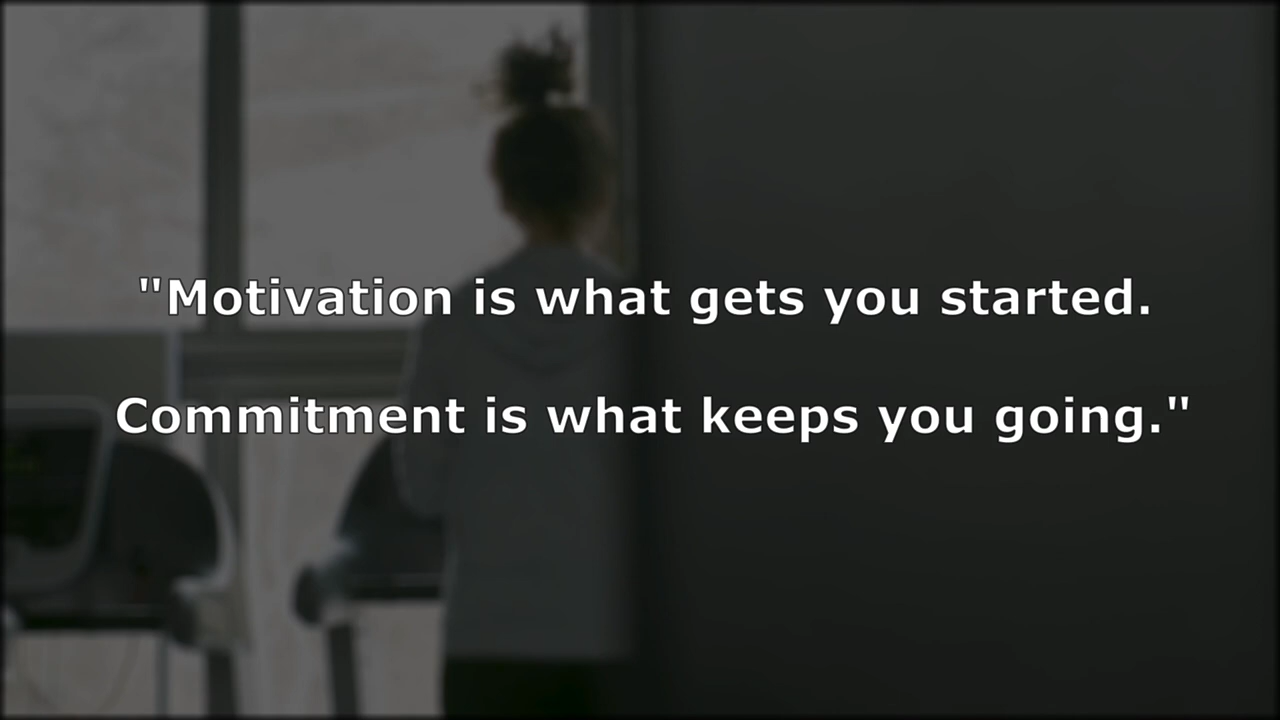 "Motivation is what gets you started.
Commitment is what keeps you going."